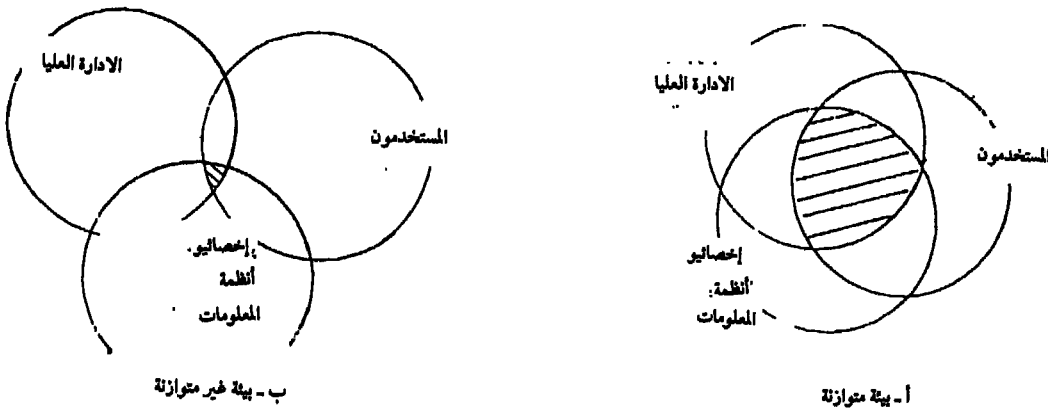 الادارة العليا
المستخدمون
إخصائيو
أنظمة
المعلومات
أ - بيئة متوازنة
الادارة العليا
المستخدمون
إخصائيو
أنظمة
المعلومات
ب - بيئة غير متوازنة